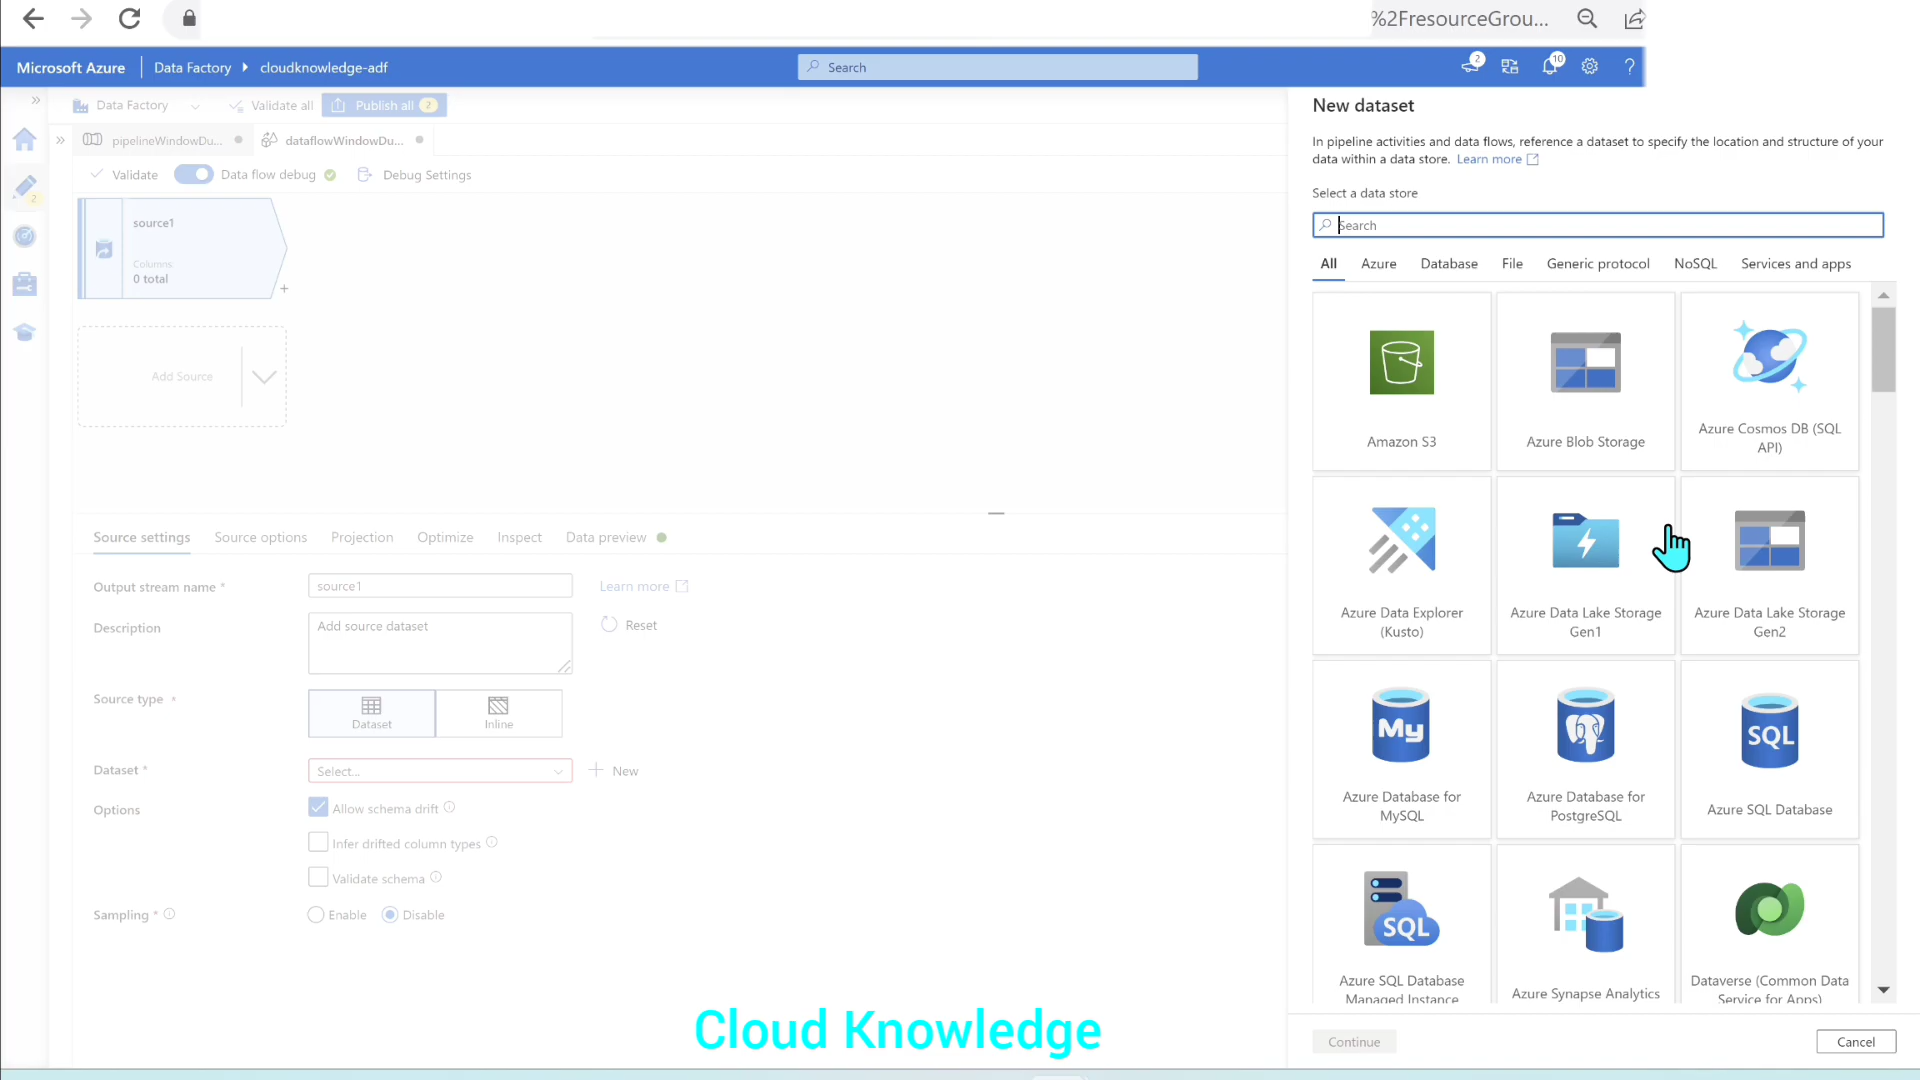 %2FresourceGrou...
Microsoft Azure
Data Factory
cloudknowledge-adf
Search
2
10
?
Data Factory
Validate all
Publish all
2
pipelineWindowDu...
dataflowWindowDu...
2
Validate
Data flow debug
Debug Settings
source1
Columns:
0 total
+
Add Source
Source settings
Source options
Projection
Optimize
Inspect
Data preview
Output stream name *
source1
Learn more
Description
Add source dataset
Reset
Source type *
Dataset
Inline
Dataset *
Select...
New
Options
Allow schema drift
Infer drifted column types
Validate schema
Sampling *
Enable
Disable
New dataset
In pipeline activities and data flows, reference a dataset to specify the location and structure of your
data within a data store. Learn more
Select a data store
Search
All
Azure
Database
File
Generic protocol
NoSQL
Services and apps
Amazon S3
Azure Blob Storage
Azure Cosmos DB (SQL
API)
Azure Data Explorer
(Kusto)
Azure Data Lake Storage
Gen1
Azure Data Lake Storage
Gen2
My
Azure Database for
MySQL
Azure Database for
PostgreSQL
SQL
Azure SQL Database
SQL
Azure SQL Database
Managed Instance
Azure Synapse Analytics
Dataverse (Common Data
Service for Apps)
Continue
Cancel
Cloud Knowledge